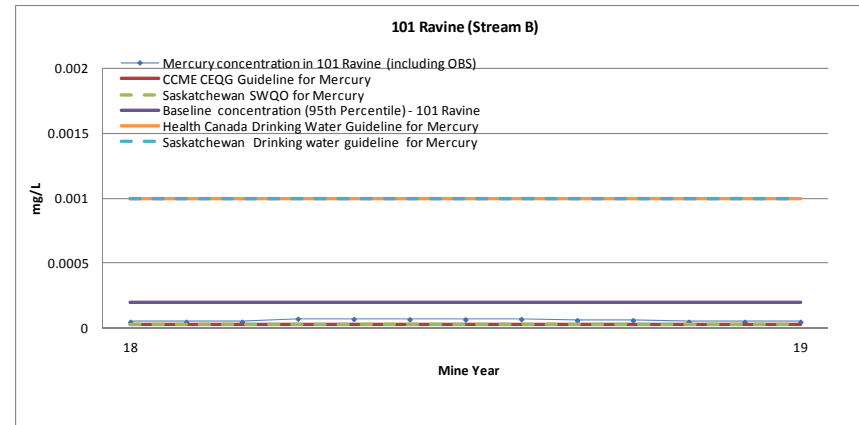 101 Ravine (Stream B)
0.002
Mercury concentration in 101 Ravine (including OBS)
CCME CEQG Guideline for Mercury
Saskatchewan SWQO for Mercury
Baseline concentration (95th Percentile) - 101 Ravine
Health Canada Drinking Water Guideline for Mercury
Saskatchewan Drinking water guideline for Mercury
0.0015
0.001
0.0005
0
mg/L
18
19
Mine Year